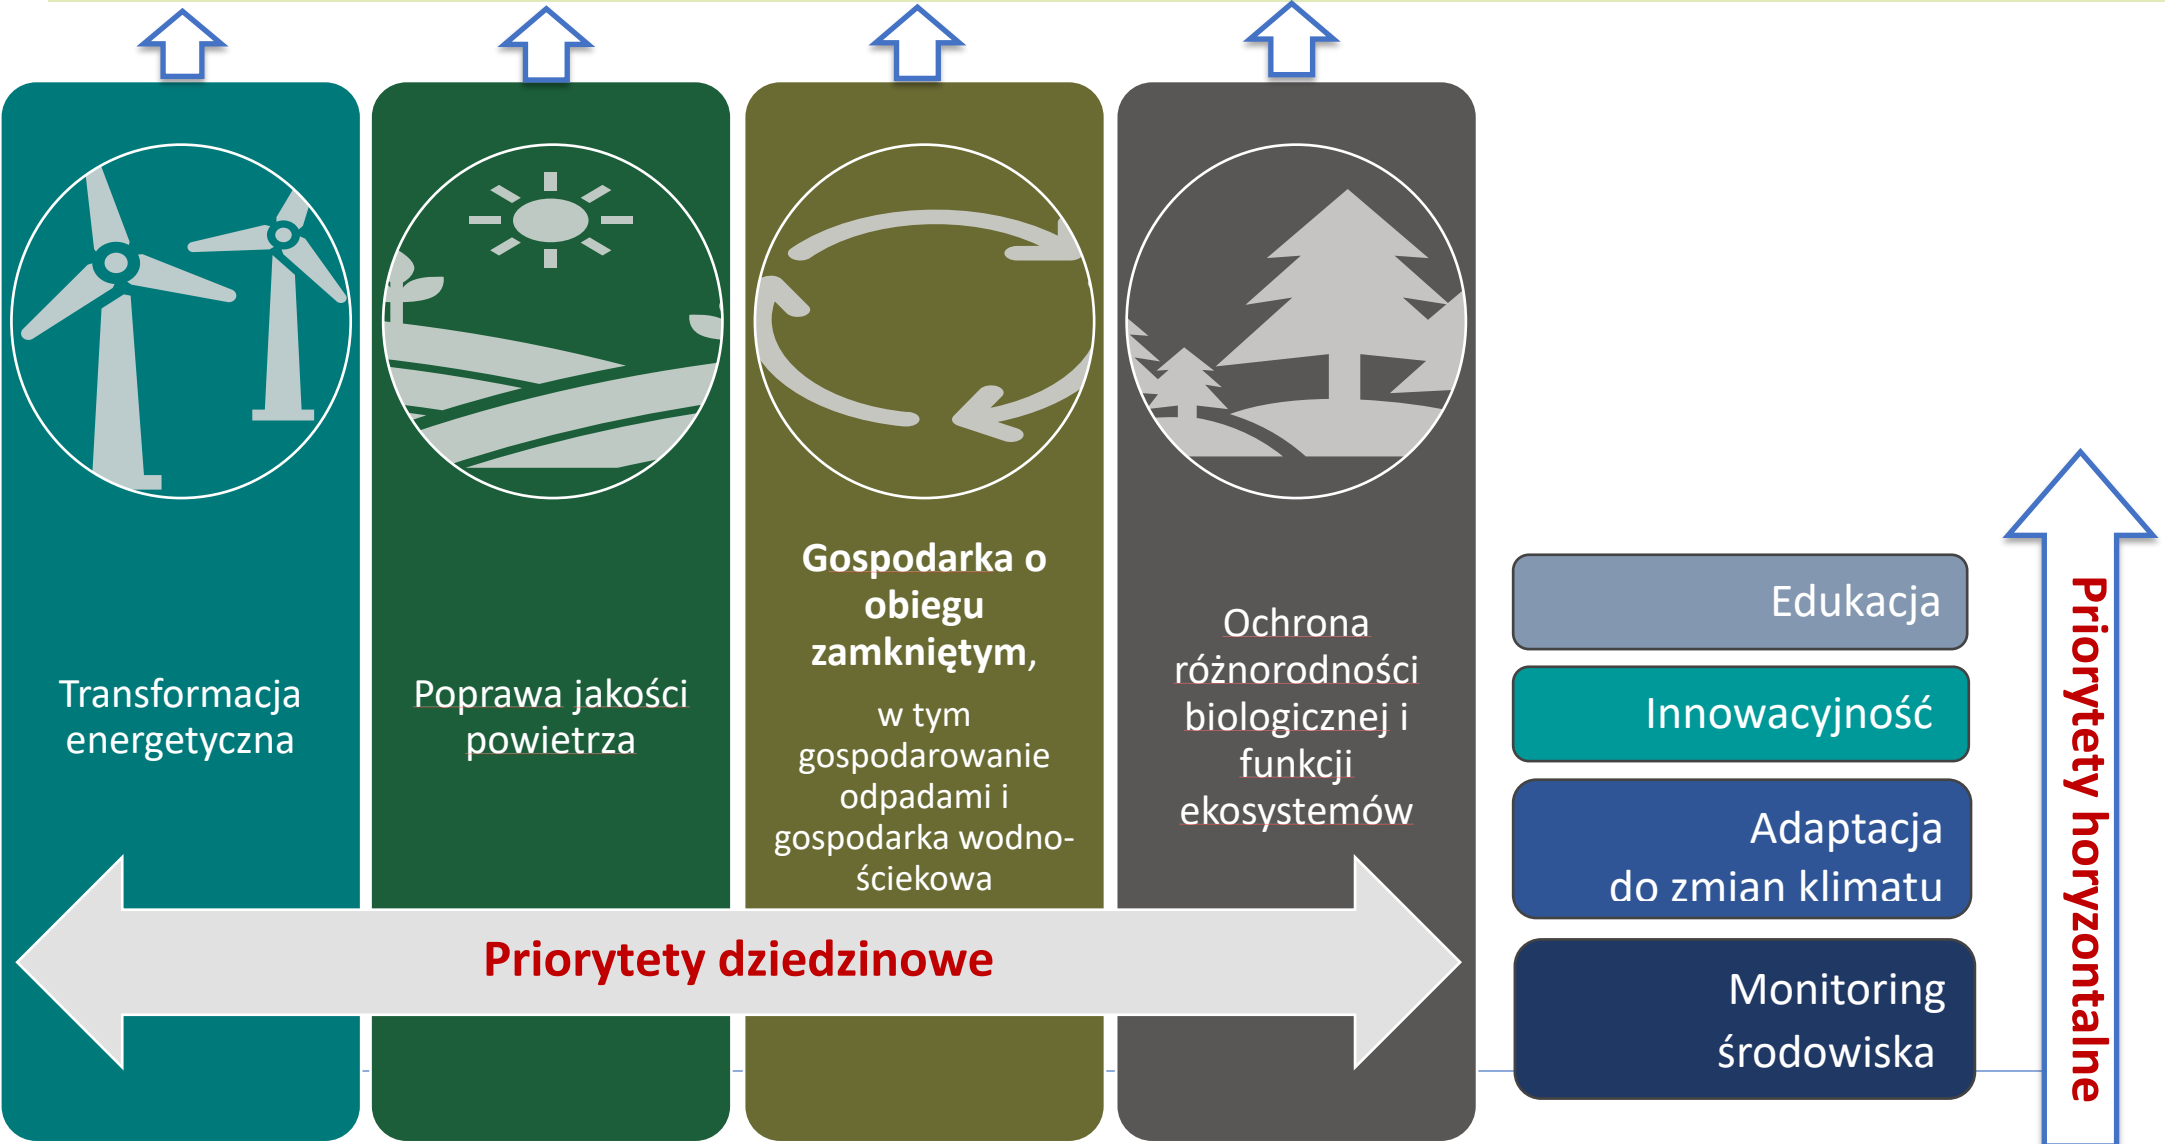 Transformacja
energetyczna
Poprawa jakości
powietrza
Gospodarka o
obiegu
zamkniętym,
w tym
gospodarowanie
odpadami i
gospodarka wodno-
ściekowa
Ochrona
różnorodności
biologicznej i
funkcji
ekosystemów
Priorytety dziedzinowe
Edukacja
Innowacyjność
Adaptacja
do zmian klimatu
Monitoring
środowiska
Priorytety horyzontalne